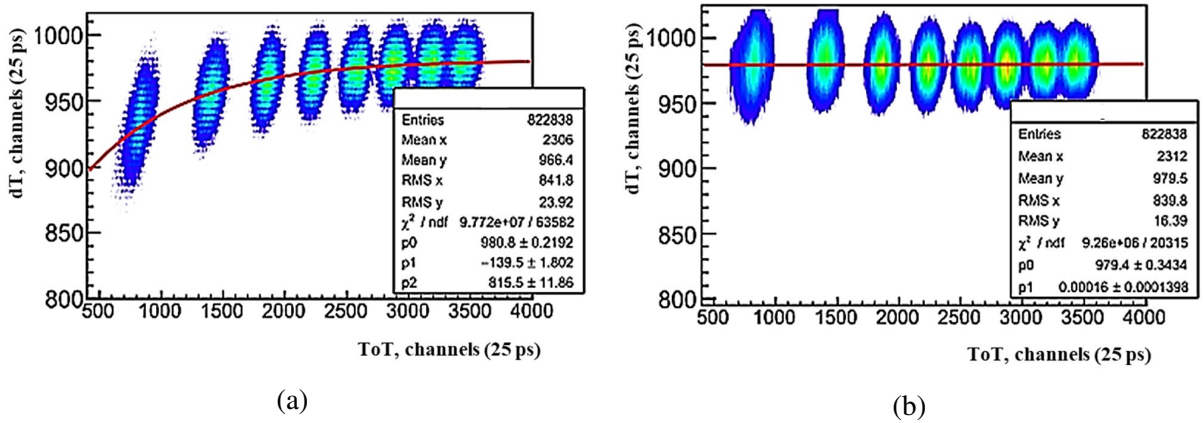 dT, channels (25 ps)
1000
950
900
850
800
500 1000 1500 2000 2500 3000 3500 4000
ToT, channels (25 ps)
Entries 822838
Mean x 2306
Mean y 966.4
RMS x 841.8
RMS y 23.92
χ² / ndf 9.772e+07 / 63582
p0 980.8 ± 0.2192
p1 −139.5 ± 1.802
p2 815.5 ± 11.86
(a)
dT, channels (25 ps)
1000
950
900
850
800
500 1000 1500 2000 2500 3000 3500 4000
ToT, channels (25 ps)
Entries 822838
Mean x 2312
Mean y 979.5
RMS x 839.8
RMS y 16.39
χ² / ndf 9.26e+06 / 20315
p0 979.4 ± 0.3434
p1 0.00016 ± 0.0001398
(b)